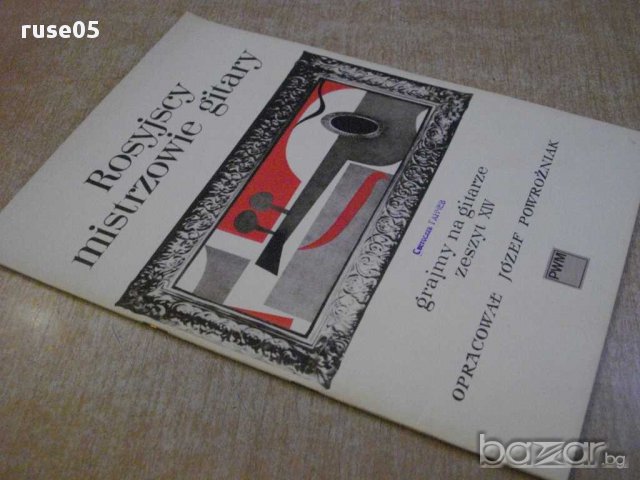 ruse05
Rosyjscy
mistrzowie gitary
grajmy na gitarze
zeszyt XIV
OPRACOWAŁ JÓZEF POWROŹNIAK
PWM
bazar.bg